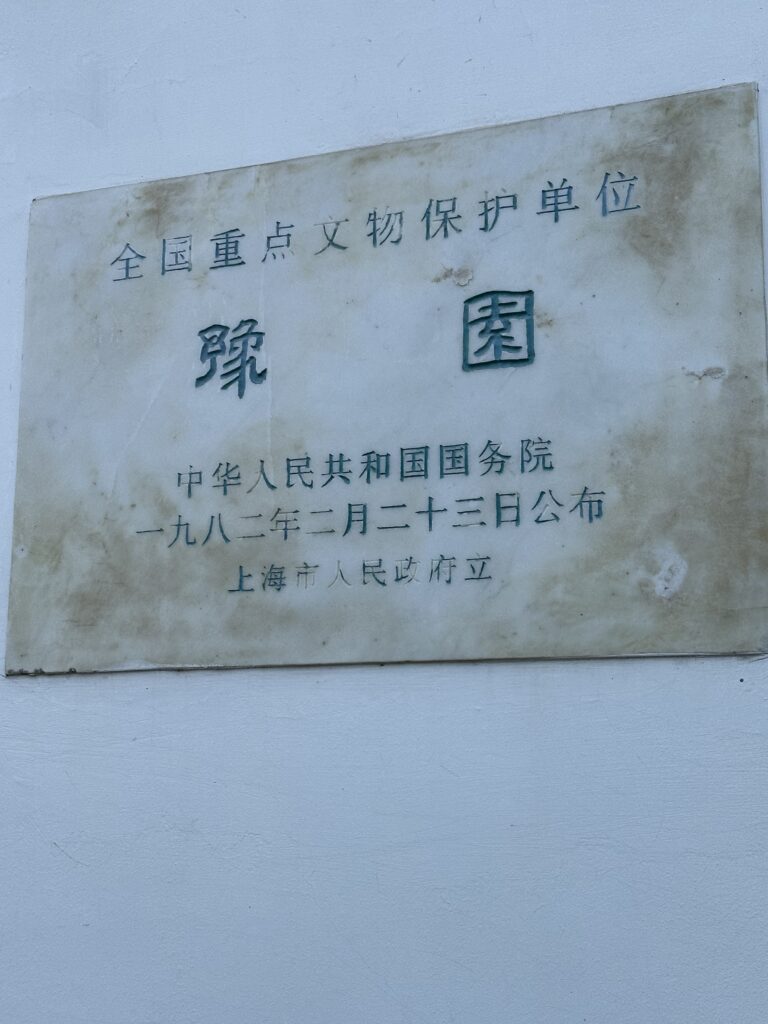 全国重点文物保护单位
豫园
中华人民共和国国务院
一九八二年二月二十三日公布
上海市人民政府立